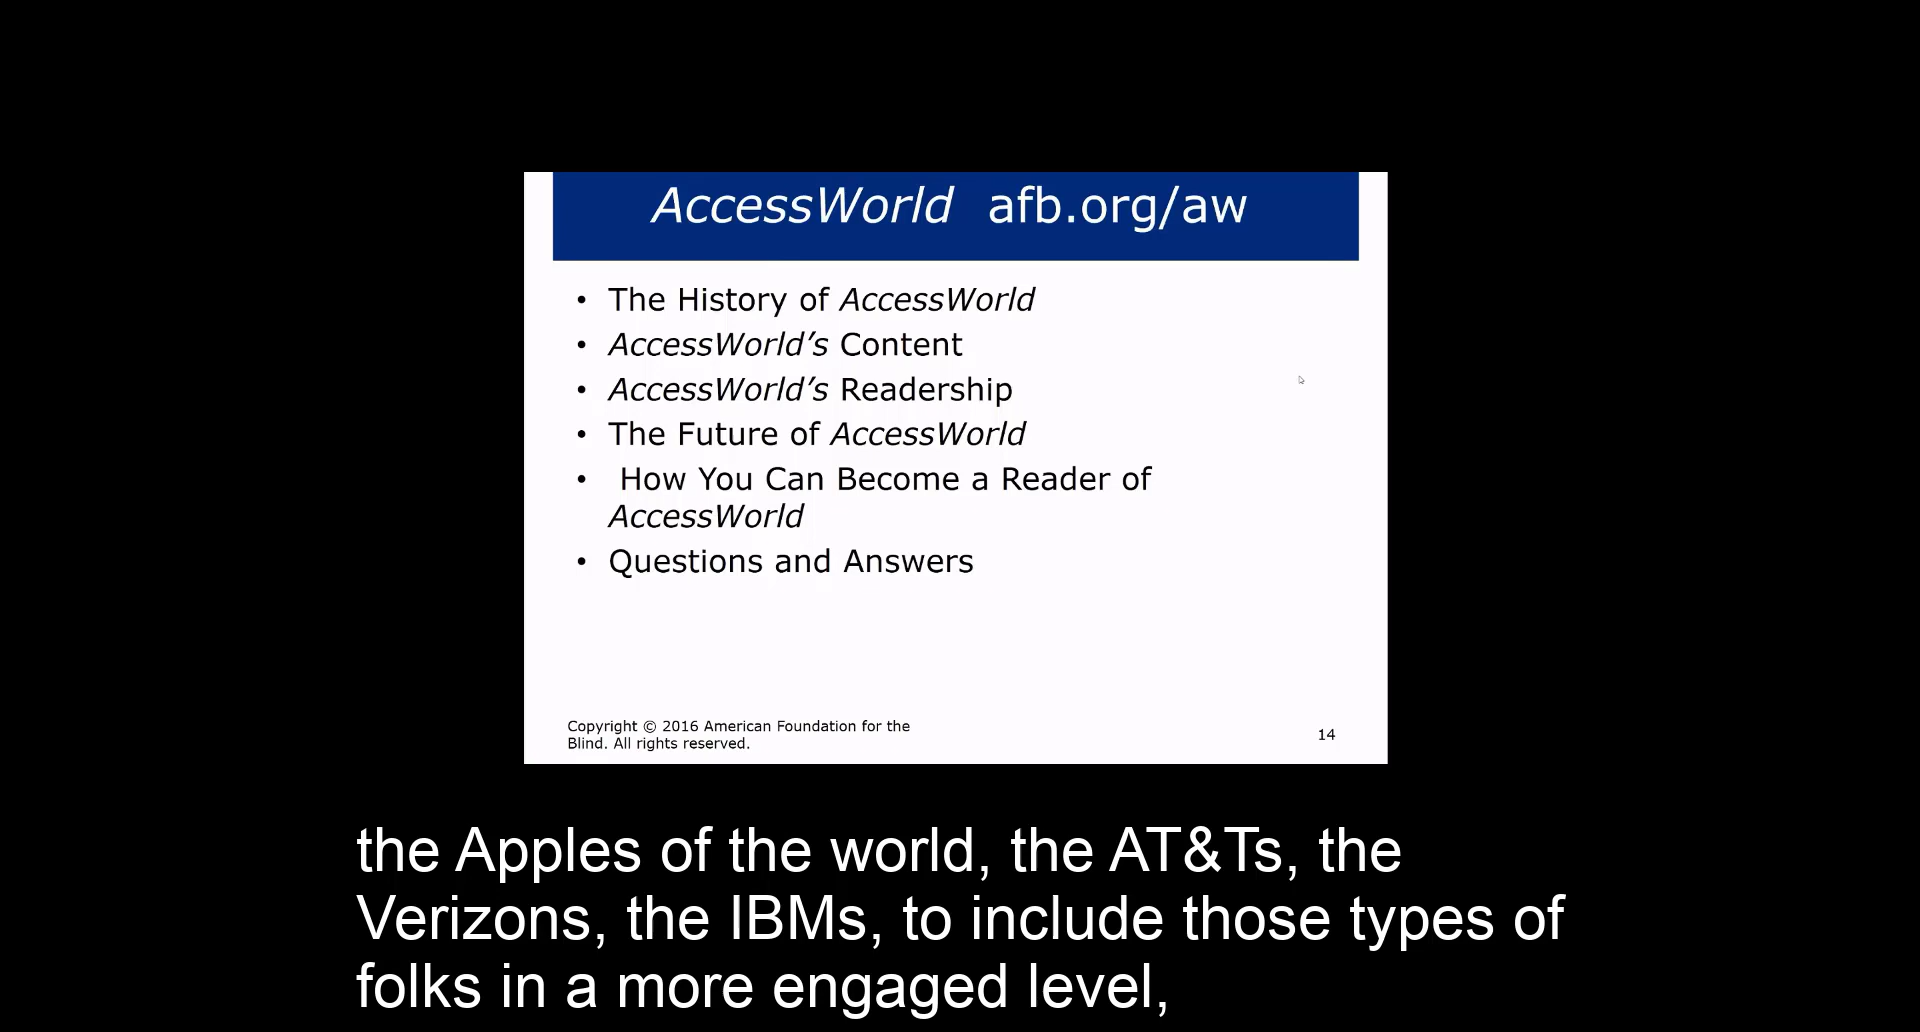 AccessWorld afb.org/aw
• The History of AccessWorld
• AccessWorld’s Content
• AccessWorld’s Readership
• The Future of AccessWorld
• How You Can Become a Reader of
AccessWorld
• Questions and Answers
Copyright © 2016 American Foundation for the
Blind. All rights reserved.
14
the Apples of the world, the AT&Ts, the
Verizons, the IBMs, to include those types of
folks in a more engaged level,